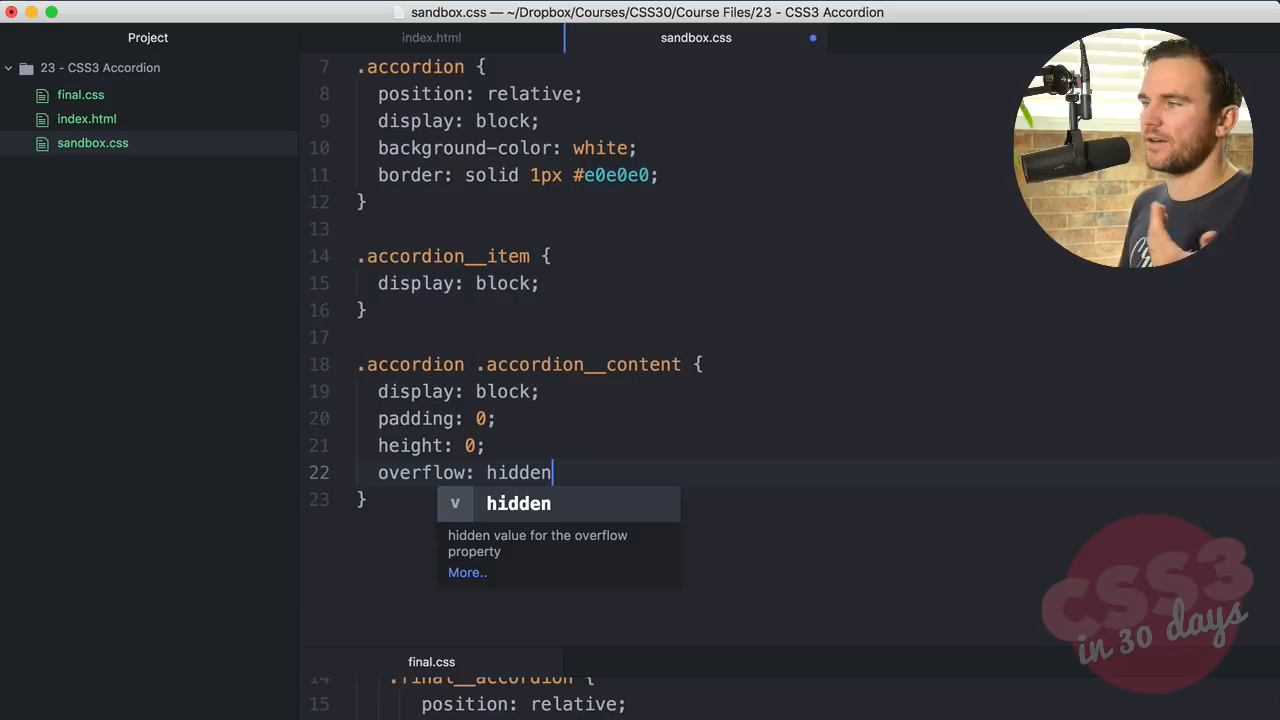 sandbox.css — ~/Dropbox/Courses/CSS30/Course Files/23 - CSS3 Accordion
Project
index.html
sandbox.css
23 - CSS3 Accordion
final.css
index.html
sandbox.css
7 .accordion {
8 position: relative;
9 display: block;
10 background-color: white;
11 border: solid 1px #e0e0e0;
12 }
13
14 .accordion__item {
15 display: block;
16 }
17
18 .accordion .accordion__content {
19 display: block;
20 padding: 0;
21 height: 0;
22 overflow: hidden
23 }
v hidden
hidden value for the overflow
property
More..
final.css
14 .final__accordion {
15 position: relative;
CSS3
in 30 days